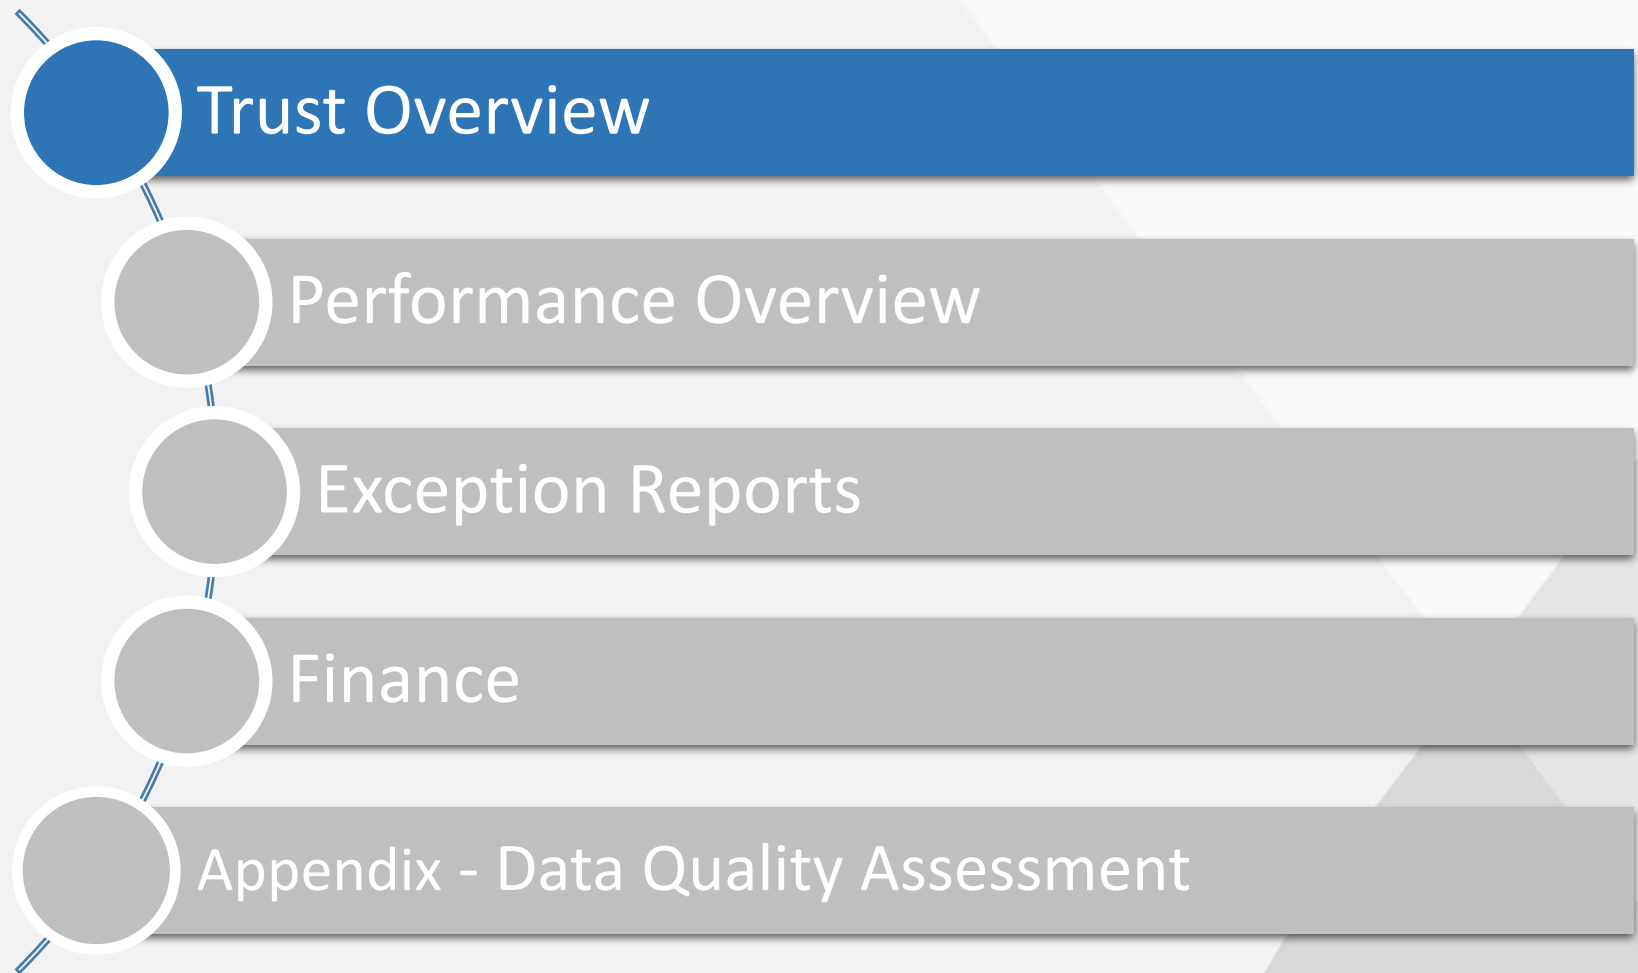 Trust Overview
Performance Overview
Exception Reports
Finance
Appendix - Data Quality Assessment